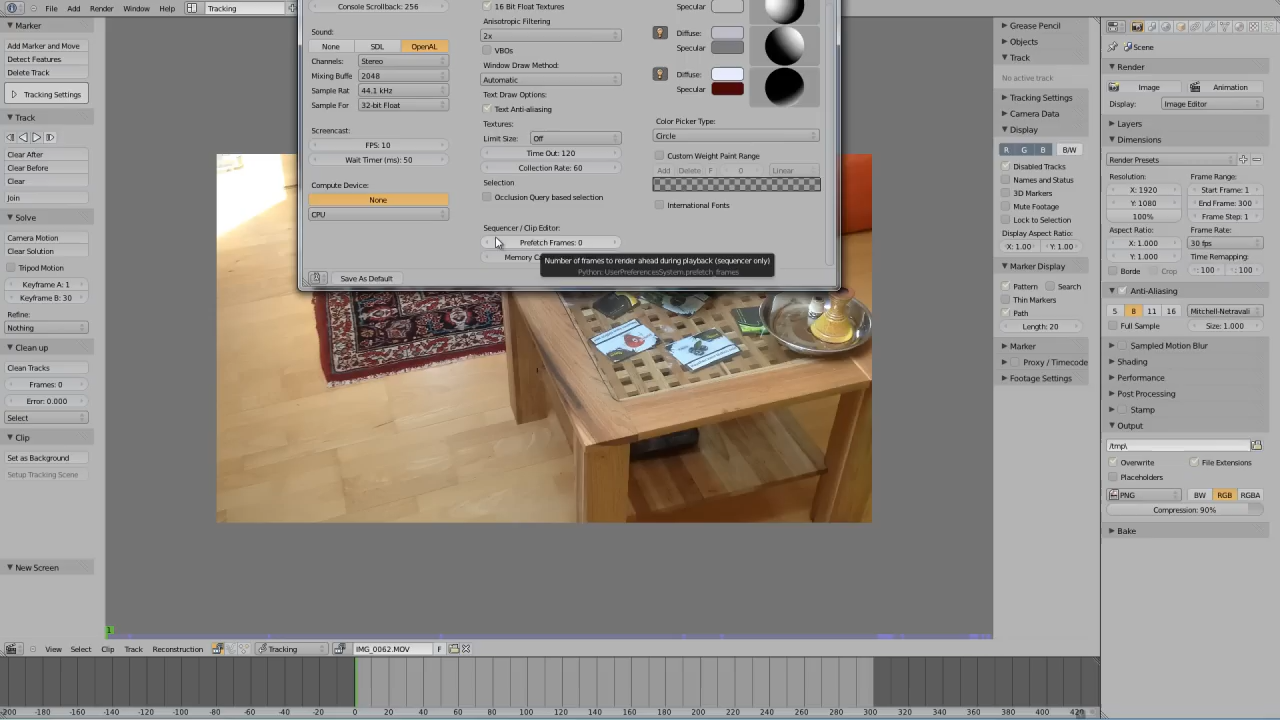 File
Add
Render
Window
Help
Tracking
Marker
Add Marker and Move
Detect Features
Delete Track
Tracking Settings
Track
Clear After
Clear Before
Clear
Join
Solve
Camera Motion
Clear Solution
Tripod Motion
Keyframe A: 1
Keyframe B: 30
Refine:
Nothing
Clean up
Clean Tracks
Frames: 0
Error: 0.000
Select
Clip
Set as Background
Setup Tracking Scene
New Screen
Console Scrollback: 256
Sound:
None
SDL
OpenAL
Channels:
Stereo
Mixing Buffe
2048
Sample Rat
44.1 kHz
Sample For
32-bit Float
Screencast:
FPS: 10
Wait Timer (ms): 50
Compute Device:
None
CPU
Save As Default
16 Bit Float Textures
Anisotropic Filtering
2x
VBOs
Window Draw Method:
Automatic
Text Draw Options:
Text Anti-aliasing
Textures:
Limit Size:
Off
Time Out: 120
Collection Rate: 60
Selection
Occlusion Query based selection
Sequencer / Clip Editor:
Prefetch Frames: 0
Memory Ca
Number of frames to render ahead during playback (sequencer only)
Python: UserPreferencesSystem.prefetch_frames
Specular
Diffuse:
Specular
Diffuse:
Specular
Color Picker Type:
Circle
Custom Weight Paint Range
Add
Delete
F
0
Linear
International Fonts
Grease Pencil
Objects
Track
No active track
Tracking Settings
Camera Data
Display
R
G
B
B/W
Disabled Tracks
Names and Status
3D Markers
Mute Footage
Lock to Selection
Display Aspect Ratio:
X: 1.00
Y: 1.00
Marker Display
Pattern
Search
Thin Markers
Path
Length: 20
Marker
Proxy / Timecode
Footage Settings
Scene
Render
Image
Animation
Display:
Image Editor
Layers
Dimensions
Render Presets
Resolution:
Frame Range:
X: 1920
Start Frame: 1
Y: 1080
End Frame: 300
100%
Frame Step: 1
Aspect Ratio:
Frame Rate:
X: 1.000
30 fps
Y: 1.000
Time Remapping:
Borde
Crop
: 100
: 100
Anti-Aliasing
5
8
11
16
Mitchell-Netravali
Full Sample
Size: 1.000
Sampled Motion Blur
Shading
Performance
Post Processing
Stamp
Output
/tmp\
Overwrite
File Extensions
Placeholders
PNG
BW
RGB
RGBA
Compression: 90%
Bake
1
View
Select
Clip
Track
Reconstruction
Tracking
IMG_0062.MOV
F
-200
-180
-160
-140
-120
-100
-80
-60
-40
-20
0
20
40
60
80
100
120
140
160
180
200
220
240
260
280
300
320
340
360
380
400
420